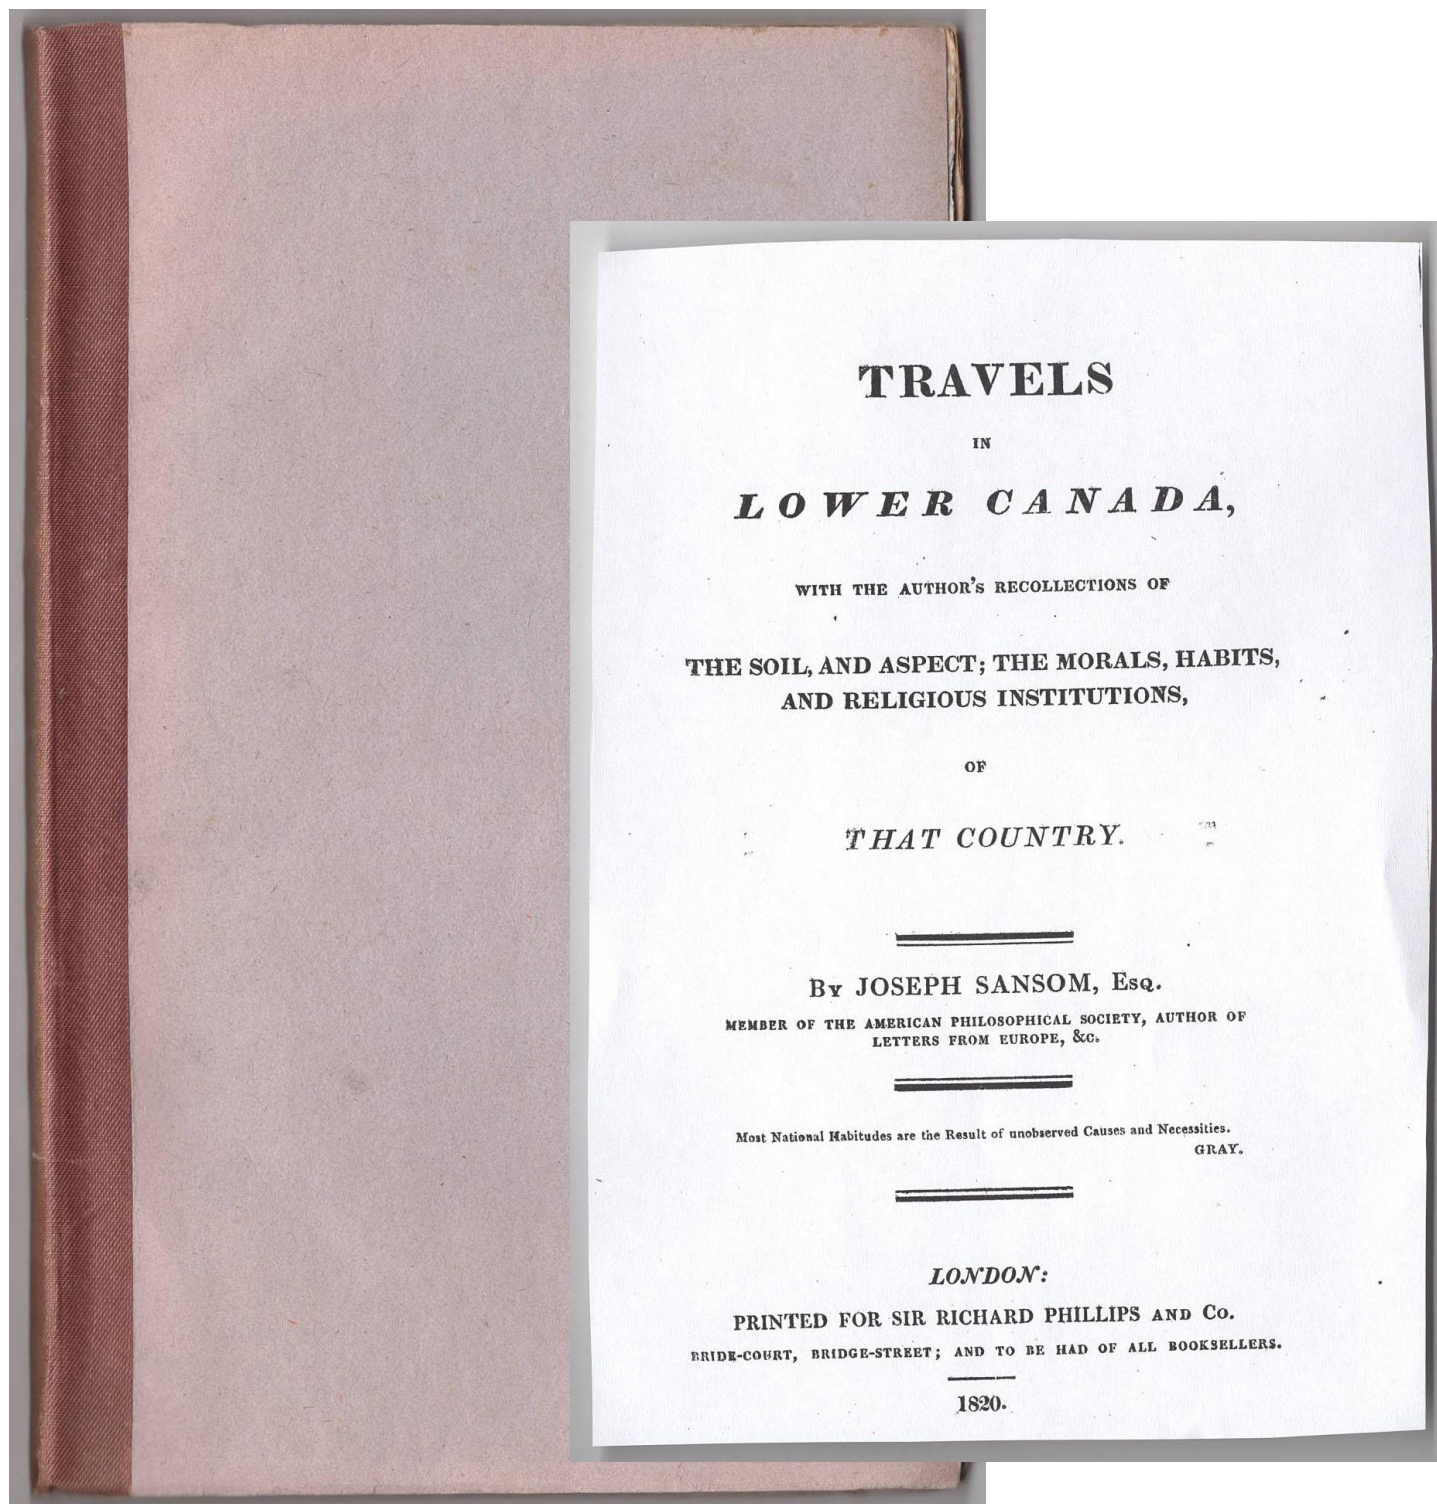 TRAVELS
IN
LOWER CANADA,
WITH THE AUTHOR'S RECOLLECTIONS OF
THE SOIL, AND ASPECT; THE MORALS, HABITS,
AND RELIGIOUS INSTITUTIONS,
OF
THAT COUNTRY.
By JOSEPH SANSOM, Esq.
MEMBER OF THE AMERICAN PHILOSOPHICAL SOCIETY, AUTHOR OF
LETTERS FROM EUROPE, &c.
Most National Habitudes are the Result of unobserved Causes and Necessities.
GRAY.
LONDON:
PRINTED FOR SIR RICHARD PHILLIPS AND Co.
BRIDE-COURT, BRIDGE-STREET; AND TO BE HAD OF ALL BOOKSELLERS.
1820.